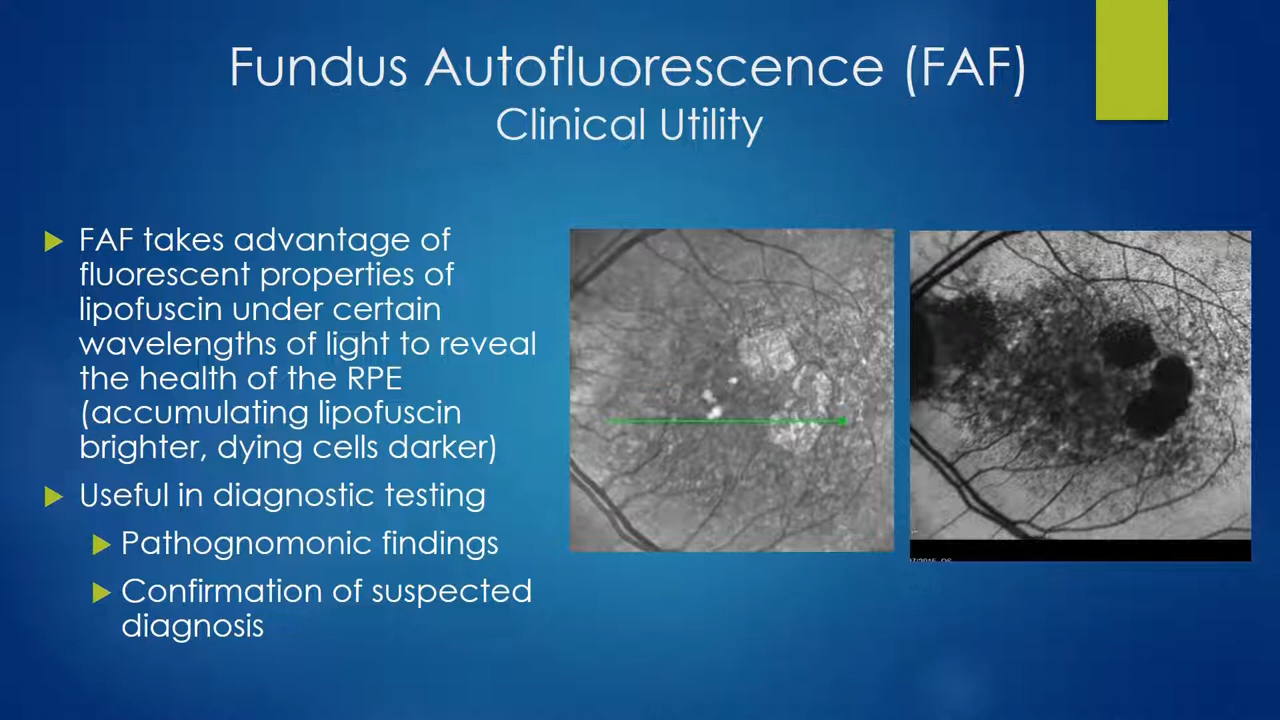 Fundus Autofluorescence (FAF)
Clinical Utility
FAF takes advantage of
fluorescent properties of
lipofuscin under certain
wavelengths of light to reveal
the health of the RPE
(accumulating lipofuscin
brighter, dying cells darker)
Useful in diagnostic testing
Pathognomonic findings
Confirmation of suspected
diagnosis